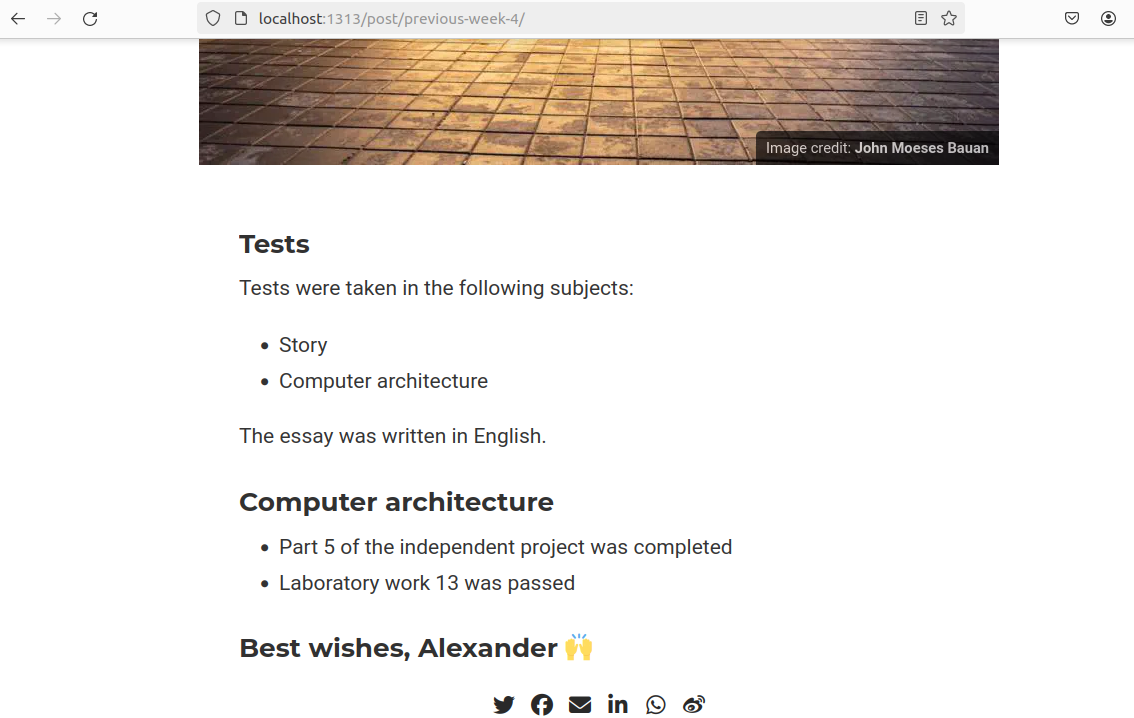 localhost:1313/post/previous-week-4/
Image credit: John Moeses Bauan
Tests
Tests were taken in the following subjects:
Story
Computer architecture
The essay was written in English.
Computer architecture
Part 5 of the independent project was completed
Laboratory work 13 was passed
Best wishes, Alexander 🙌